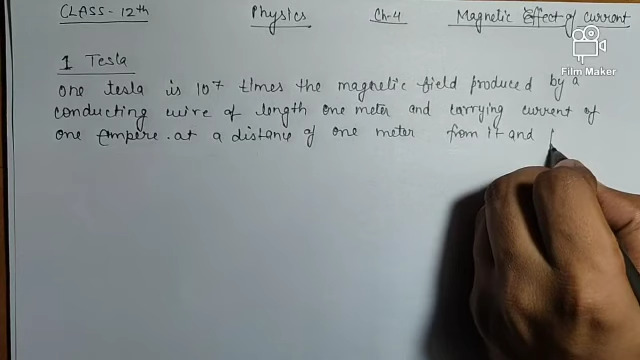 CLASS - 12th Physics Ch-4 Magnetic Effect of current
Film Maker
1 Tesla
One tesla is 10⁷ times the magnetic field produced by a
conducting wire of length one meter and carrying current of
one Ampere. at a distance of one meter from it and